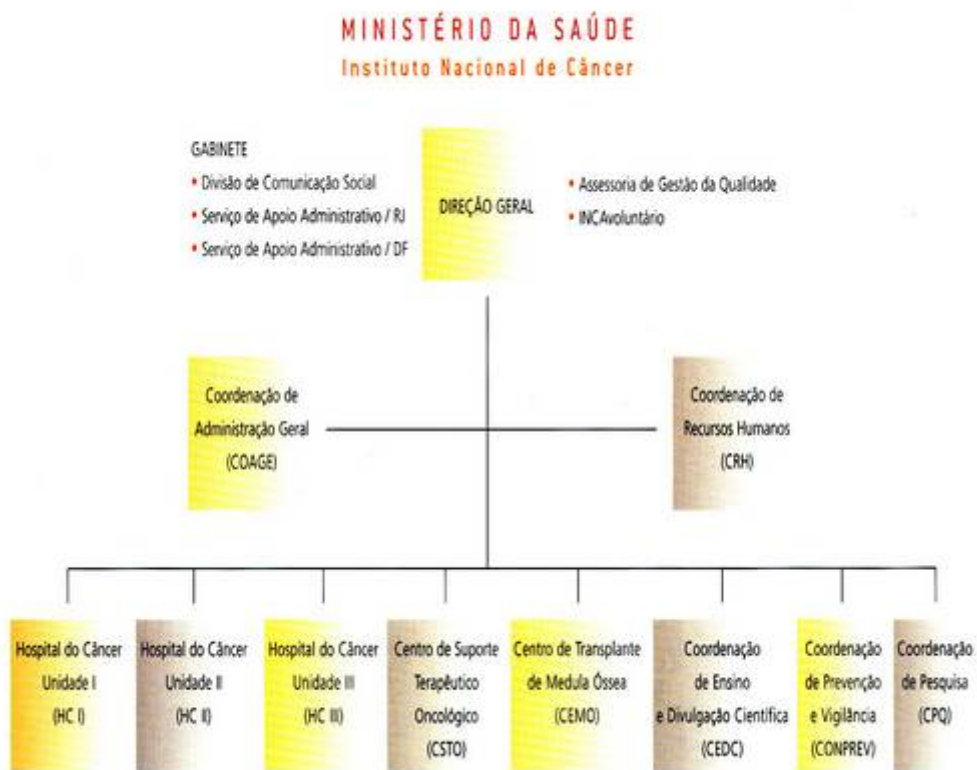 MINISTÉRIO DA SAÚDE
Instituto Nacional de Câncer
GABINETE
• Divisão de Comunicação Social
• Serviço de Apoio Administrativo / RJ
• Serviço de Apoio Administrativo / DF
DIREÇÃO GERAL
• Assessoria de Gestão da Qualidade
• INCAvoluntário
Coordenação de
Administração Geral
(COAGE)
Coordenação de
Recursos Humanos
(CRH)
Hospital do Câncer
Unidade I
(HC I)
Hospital do Câncer
Unidade II
(HC II)
Hospital do Câncer
Unidade III
(HC III)
Centro de Suporte
Terapêutico
Oncológico
(CSTO)
Centro de Transplante
de Medula Óssea
(CEMO)
Coordenação
de Ensino
e Divulgação Científica
(CEDC)
Coordenação
de Prevenção
e Vigilância
(CONPREV)
Coordenação
de Pesquisa
(CPQ)